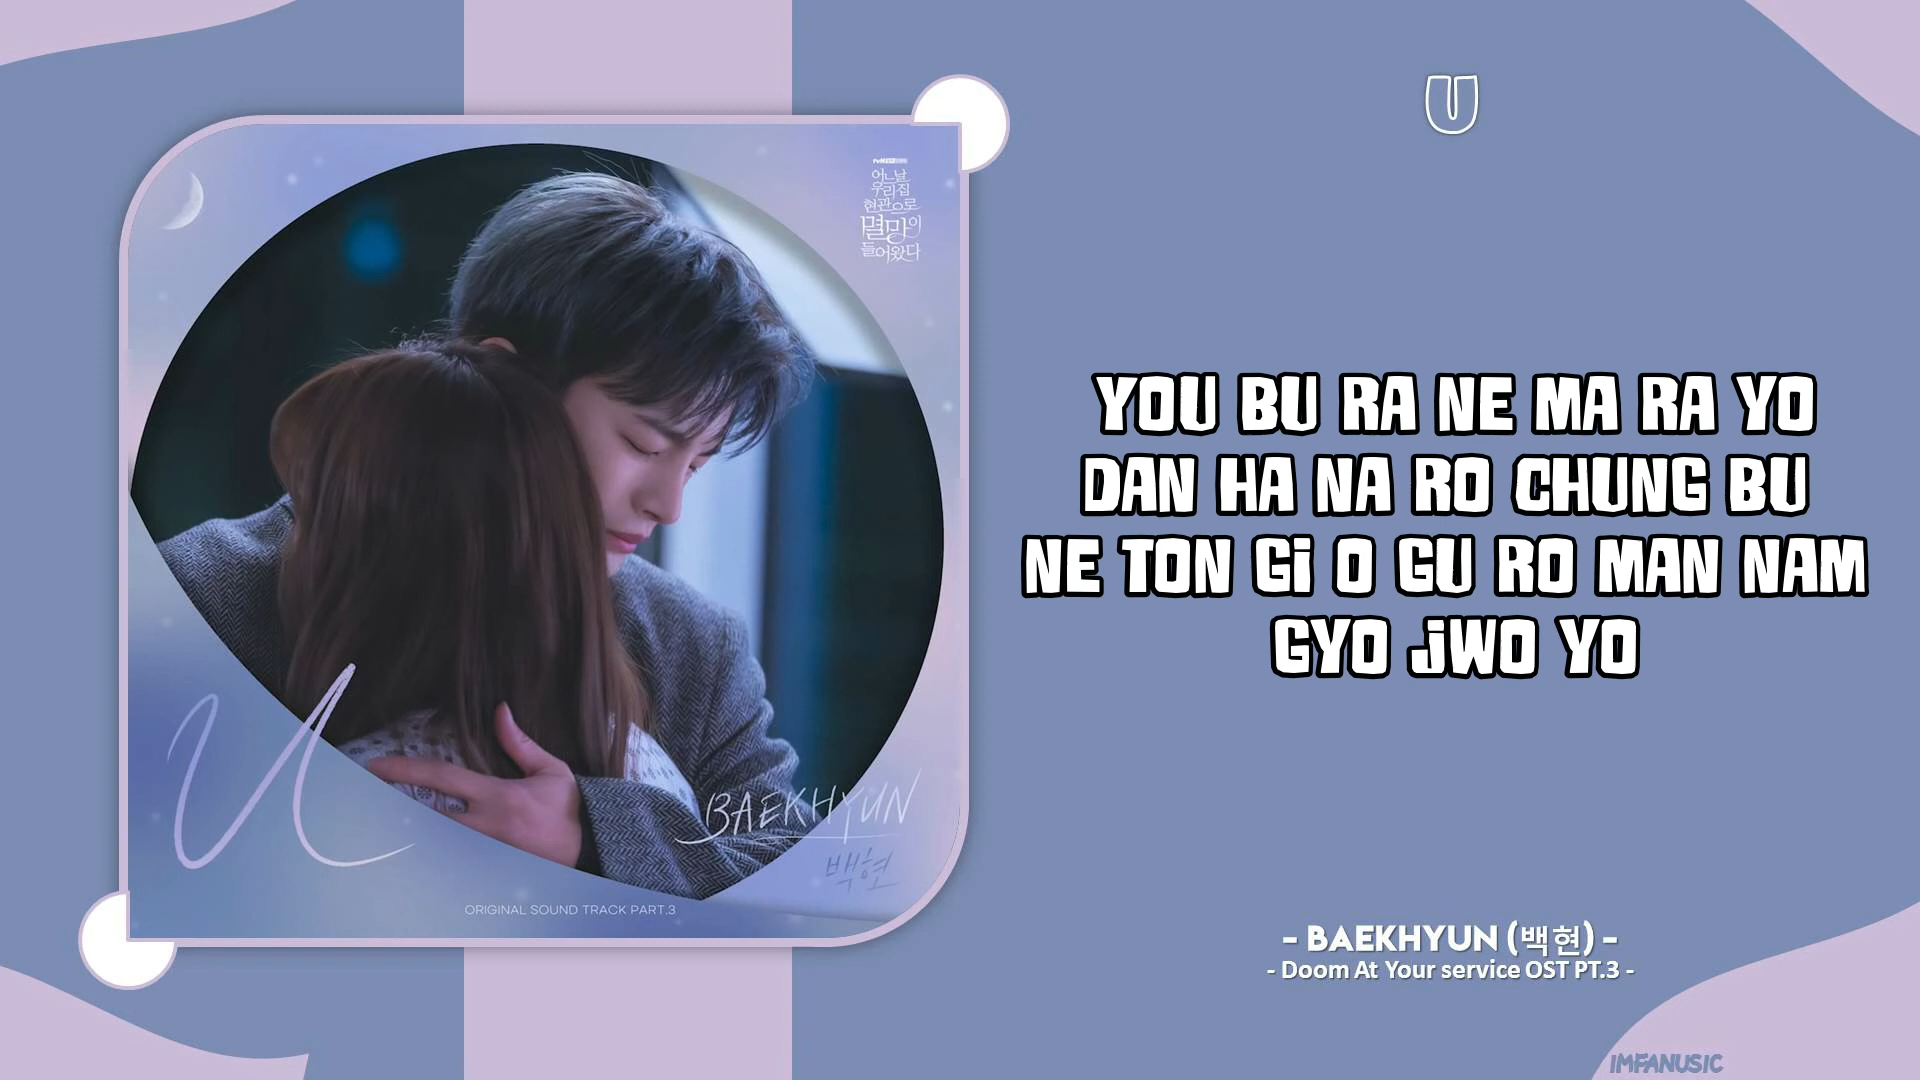 U
tvN
어느날
우리집
현관으로
멸망이
들어왔다
YOU BU RA NE MA RA YO
DAN HA NA RO CHUNG BU
NE TON GI O GU RO MAN NAM
GYO JWO YO
U
BAEKHYUN
백현
ORIGINAL SOUND TRACK PART.3
- BAEKHYUN (백현) -
- Doom At Your service OST PT.3 -
IMFANUSIC